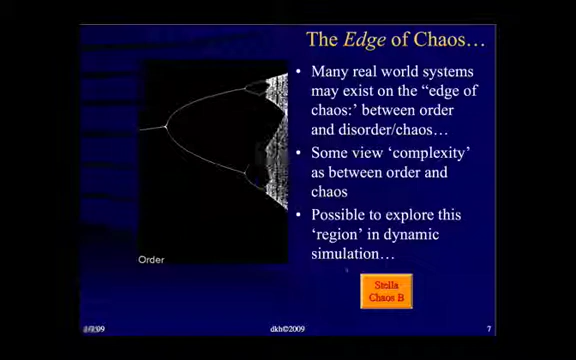 The Edge of Chaos…
• Many real world systems
may exist on the “edge of
chaos:’ between order
and disorder/chaos…
• Some view ‘complexity’
as between order and
chaos
• Possible to explore this
‘region’ in dynamic
simulation…
Order
Stella
Chaos B
dkh©2009
7